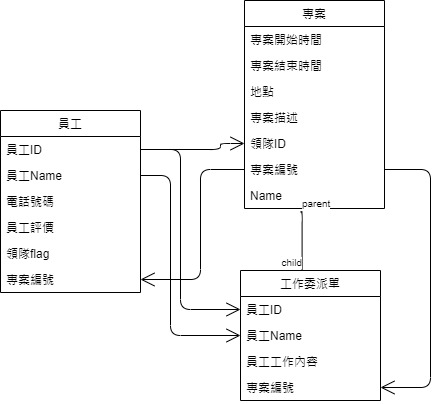 專案
專案開始時間
專案結束時間
地點
專案描述
領隊ID
專案編號
Name
parent
員工
員工ID
員工Name
電話號碼
員工評價
領隊flag
專案編號
child
工作委派單
員工ID
員工Name
員工工作內容
專案編號